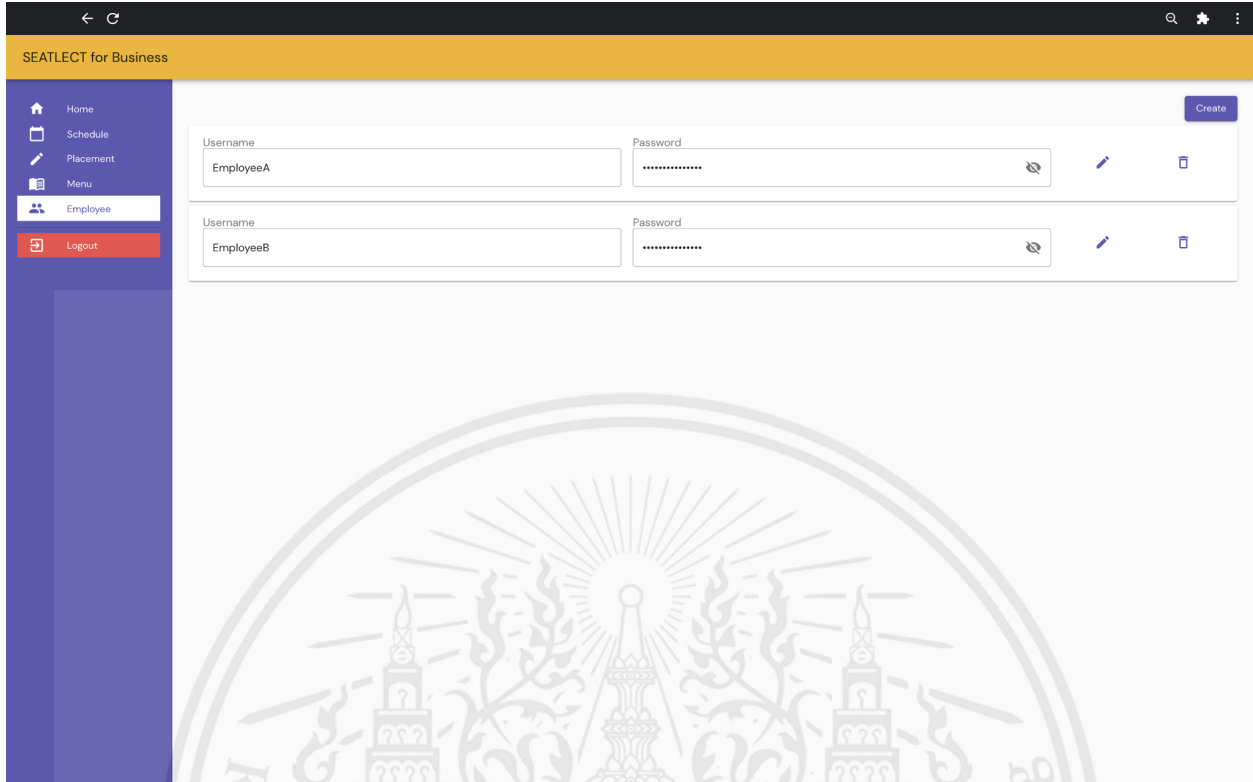 SEATLECT for Business
Home
Schedule
Placement
Menu
Employee
Logout
Create
Username
Password
EmployeeA
•••••••••••••••
Username
Password
EmployeeB
•••••••••••••••